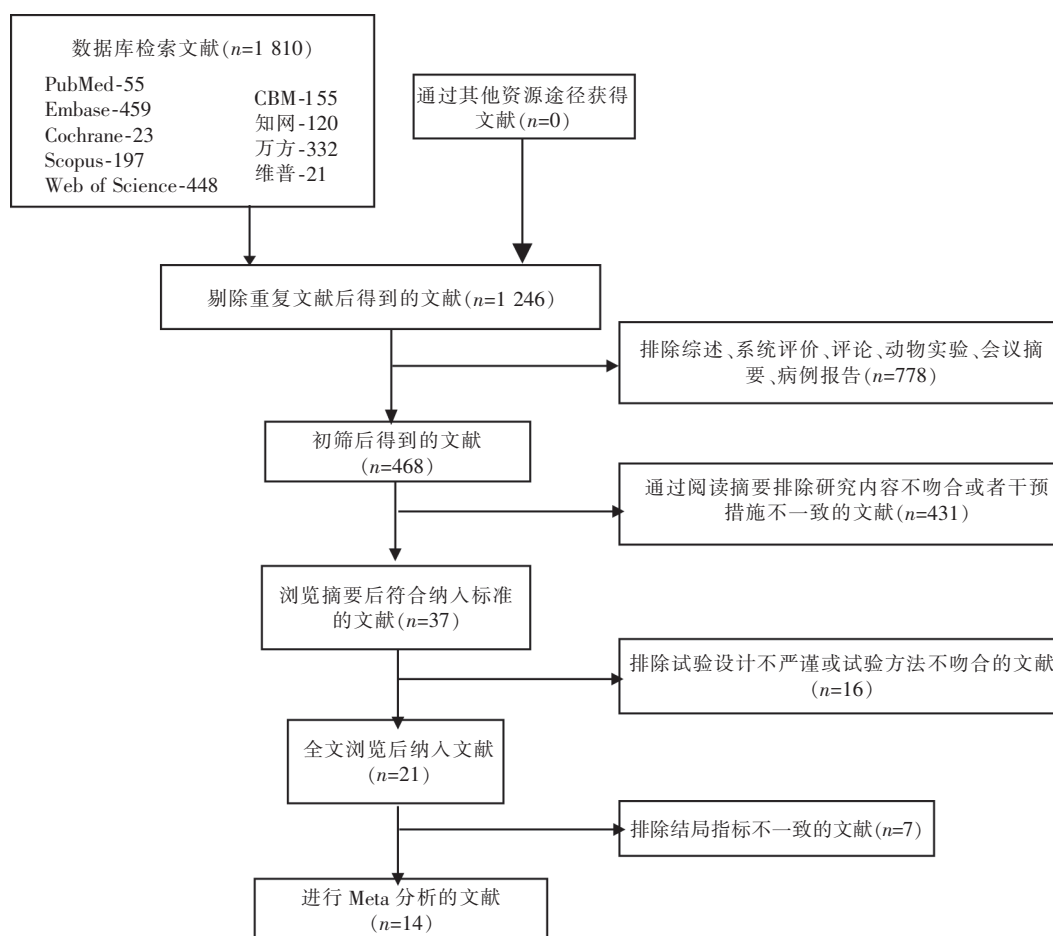 数据库检索文献(n=1 810)
PubMed-55
Embase-459
Cochrane-23
Scopus-197
Web of Science-448
CBM-155
知网-120
万方-332
维普-21
通过其他资源途径获得
文献(n=0)
剔除重复文献后得到的文献(n=1 246)
排除综述、系统评价、评论、动物实验、会议摘
要、病例报告(n=778)
初筛后得到的文献
(n=468)
通过阅读摘要排除研究内容不吻合或者干预
措施不一致的文献(n=431)
浏览摘要后符合纳入标准
的文献(n=37)
排除试验设计不严谨或试验方法不吻合的文献
(n=16)
全文浏览后纳入文献
(n=21)
排除结局指标不一致的文献(n=7)
进行 Meta 分析的文献
(n=14)